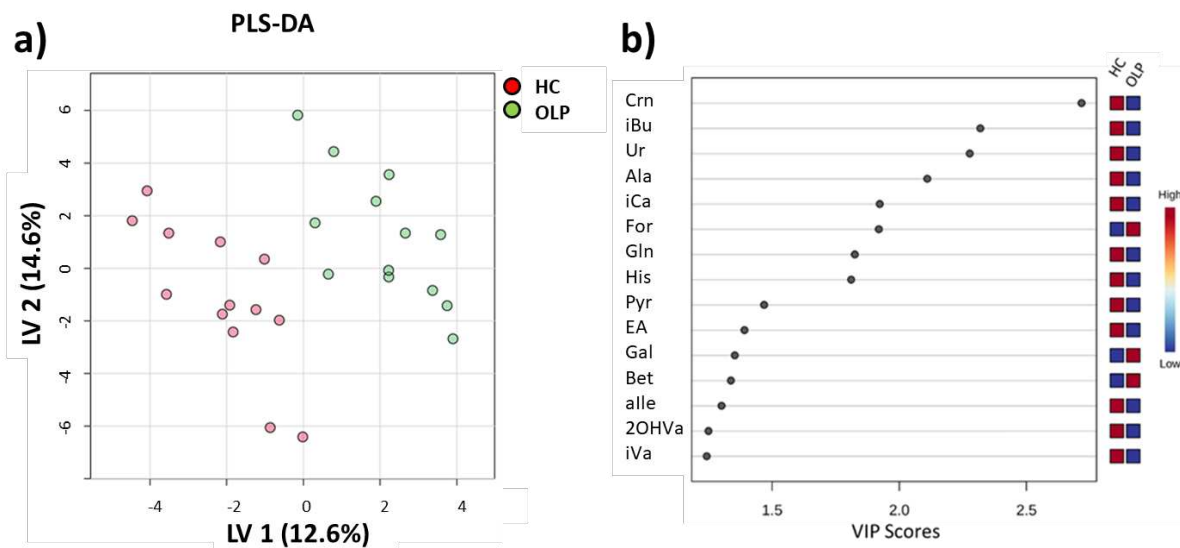 a)
PLS-DA
HC
OLP
LV 2 (14.6%)
6
4
2
0
-2
-4
-6
-4
-2
0
2
4
LV 1 (12.6%)
b)
HC
OLP
Crn
iBu
Ur
Ala
iCa
For
Gln
His
Pyr
EA
Gal
Bet
aIle
2OHVa
iVa
High
Low
1.5
2.0
2.5
VIP Scores